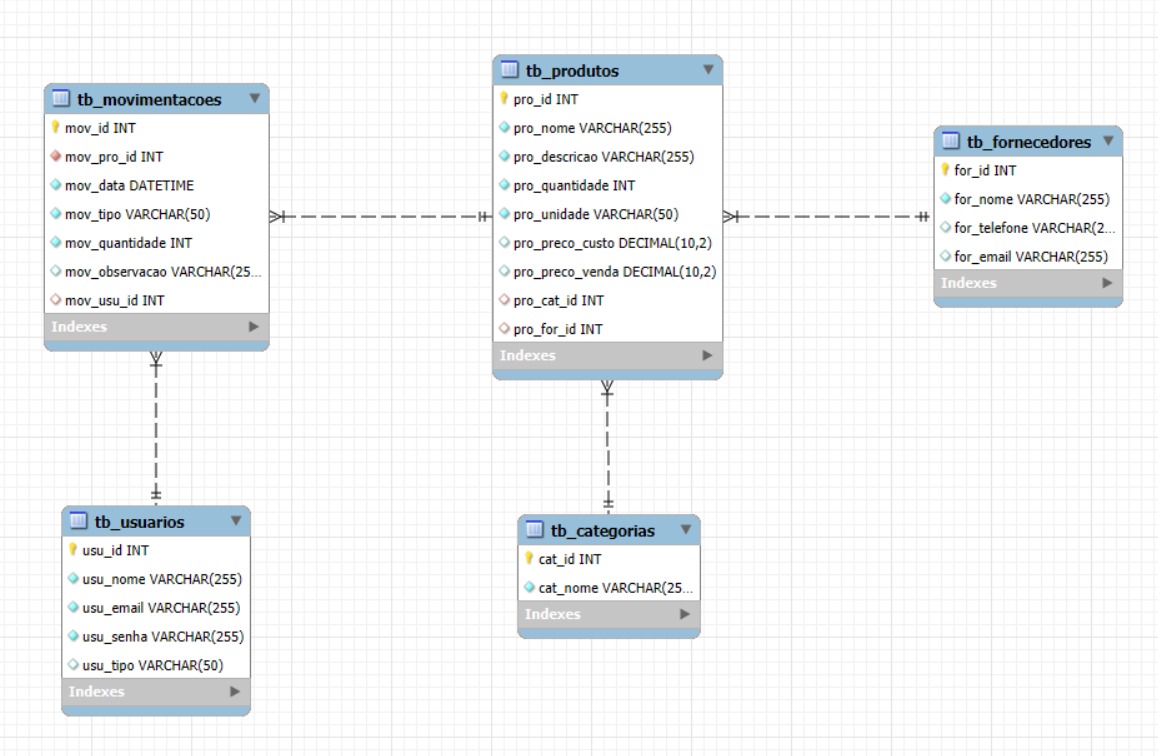 tb_movimentacoes
mov_id INT
mov_pro_id INT
mov_data DATETIME
mov_tipo VARCHAR(50)
mov_quantidade INT
mov_observacao VARCHAR(25...
mov_usu_id INT
Indexes
tb_produtos
pro_id INT
pro_nome VARCHAR(255)
pro_descricao VARCHAR(255)
pro_quantidade INT
pro_unidade VARCHAR(50)
pro_preco_custo DECIMAL(10,2)
pro_preco_venda DECIMAL(10,2)
pro_cat_id INT
pro_for_id INT
Indexes
tb_fornecedores
for_id INT
for_nome VARCHAR(255)
for_telefone VARCHAR(2...
for_email VARCHAR(255)
Indexes
tb_usuarios
usu_id INT
usu_nome VARCHAR(255)
usu_email VARCHAR(255)
usu_senha VARCHAR(255)
usu_tipo VARCHAR(50)
Indexes
tb_categorias
cat_id INT
cat_nome VARCHAR(25...
Indexes